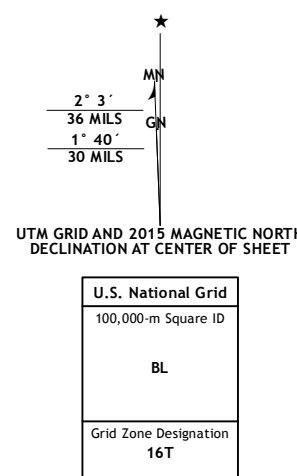 ★
MN
2° 3´
36 MILS
GN
1° 40´
30 MILS
UTM GRID AND 2015 MAGNETIC NORTH
DECLINATION AT CENTER OF SHEET
U.S. National Grid
100,000-m Square ID
BL
Grid Zone Designation
16T